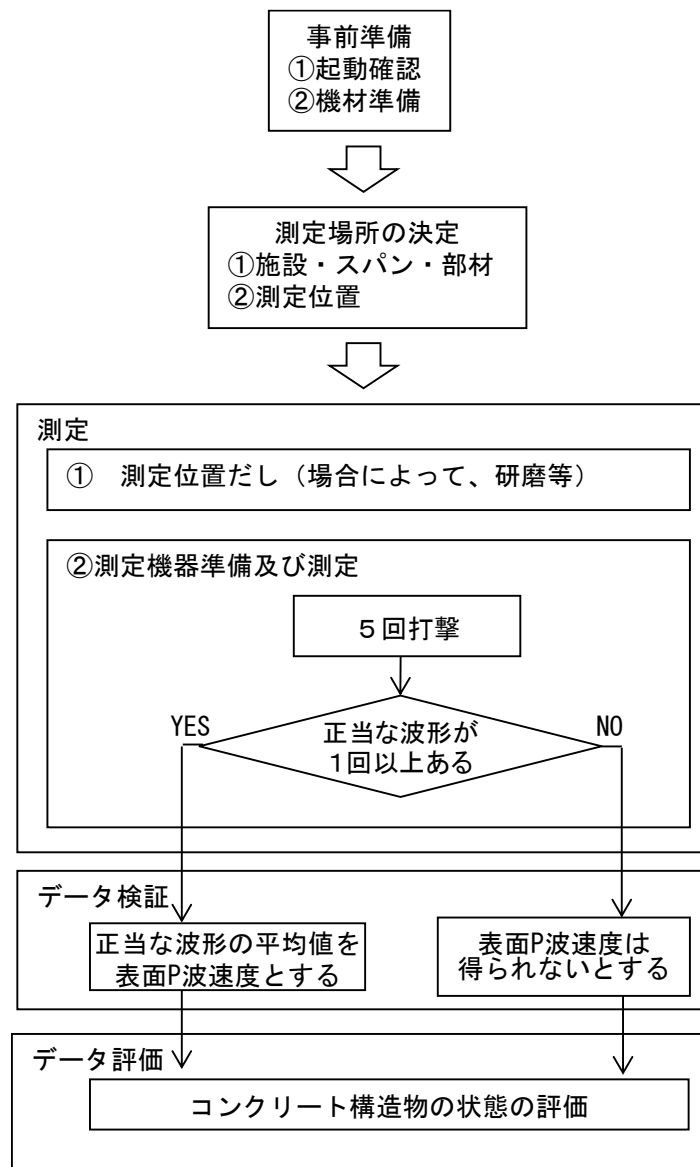 事前準備
①起動確認
②機材準備
測定場所の決定
①施設・スパン・部材
②測定位置
測定
①　測定位置だし（場合によって、研磨等）
②測定機器準備及び測定
５回打撃
YES
正当な波形が
1回以上ある
NO
データ検証
正当な波形の平均値を
表面P波速度とする
表面P波速度は
得られないとする
データ評価
コンクリート構造物の状態の評価